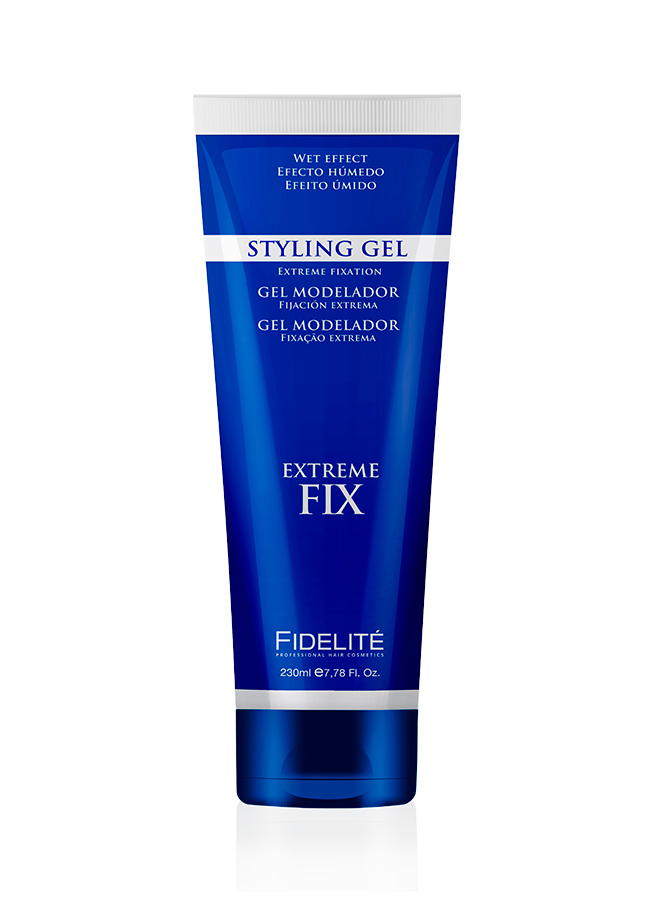 WET EFFECT
EFECTO HÚMEDO
EFEITO ÚMIDO
STYLING GEL
EXTREME FIXATION
GEL MODELADOR
FIJACIÓN EXTREMA
GEL MODELADOR
FIXAÇÃO EXTREMA
EXTREME
FIX
FIDELITÉ
PROFESSIONAL HAIR COSMETICS
230ml ℮7,78 Fl. Oz.